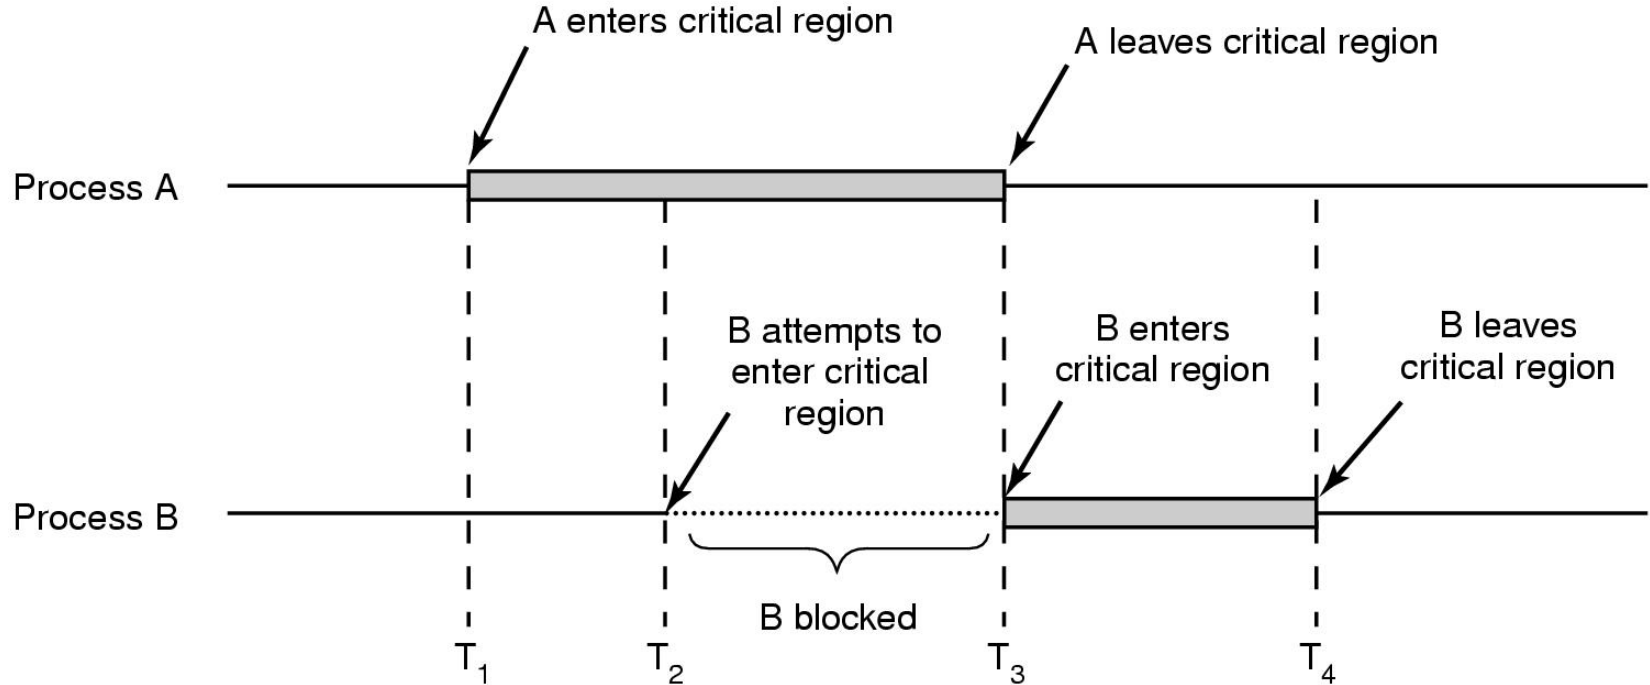 A enters critical region
A leaves critical region
Process A
B attempts to
enter critical
region
B enters
critical region
B leaves
critical region
Process B
B blocked
T1
T2
T3
T4